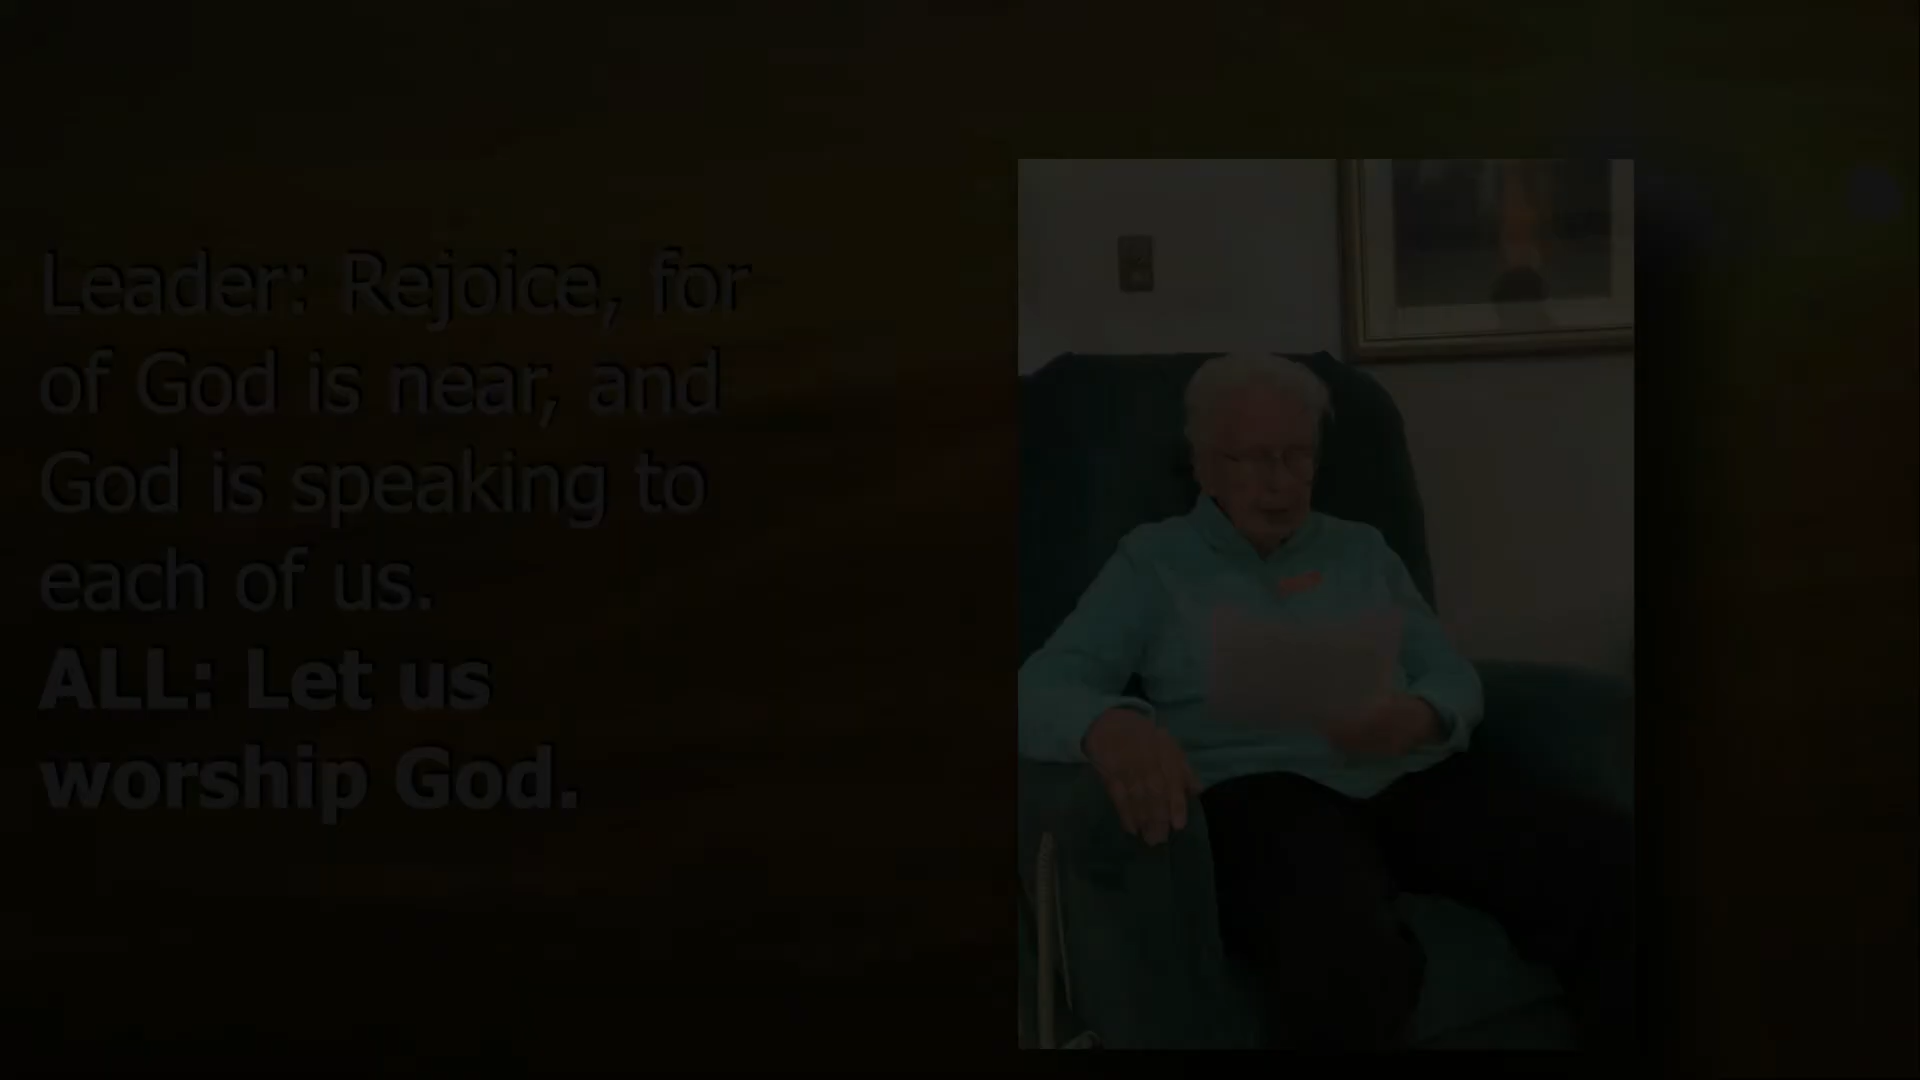 Leader: Rejoice, for
of God is near, and
God is speaking to
each of us.
ALL: Let us
worship God.